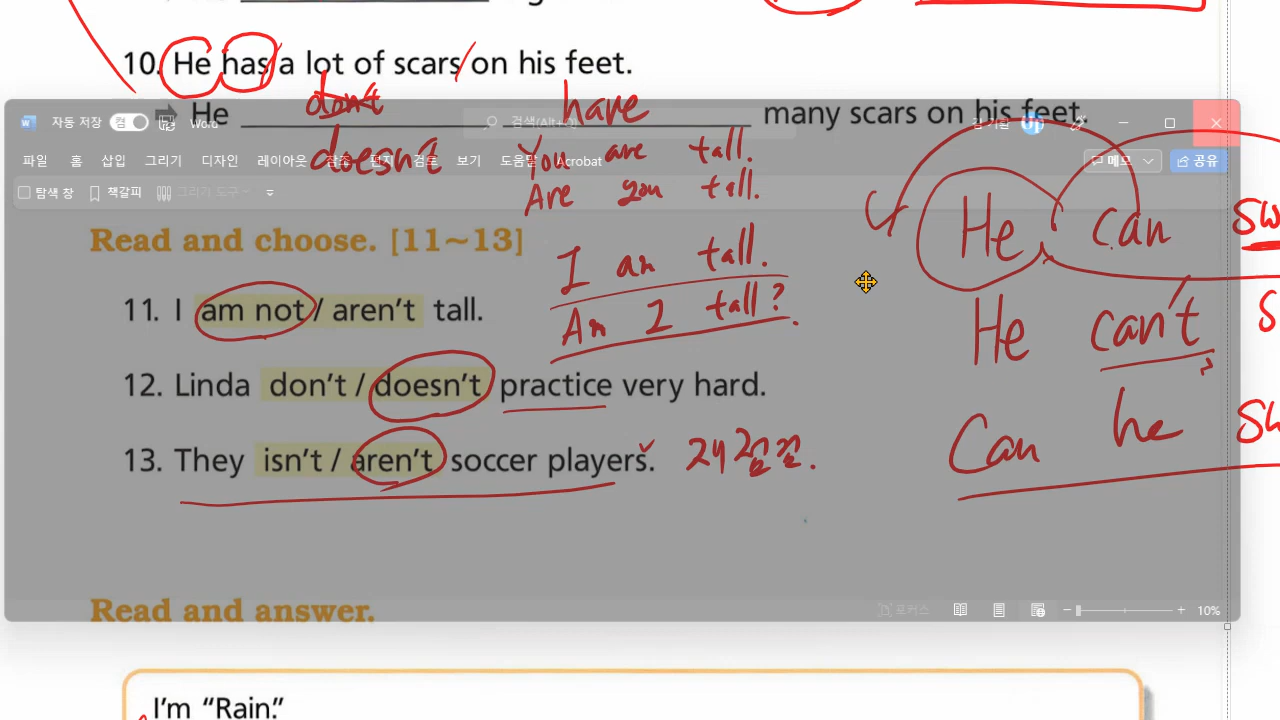 10. He has a lot of scars on his feet.
➡ He don't have many scars on his feet.
doesn't
자동 저장 켬 Word 검색(Alt+Q)
파일 홈 삽입 그리기 디자인 레이아웃 참조 편지 검토 보기 도움말 Acrobat 메모 공유
탐색 창 책갈피 그리기 도구
You are tall.
Are you tall.
He can
Read and choose. [11~13]
I am tall.
11. I am not / aren't tall.
Am I tall?
He can't
12. Linda don't / doesn't practice very hard.
Can he
13. They isn't / aren't soccer players.
포커스 10%
Read and answer.
I'm “Rain.”